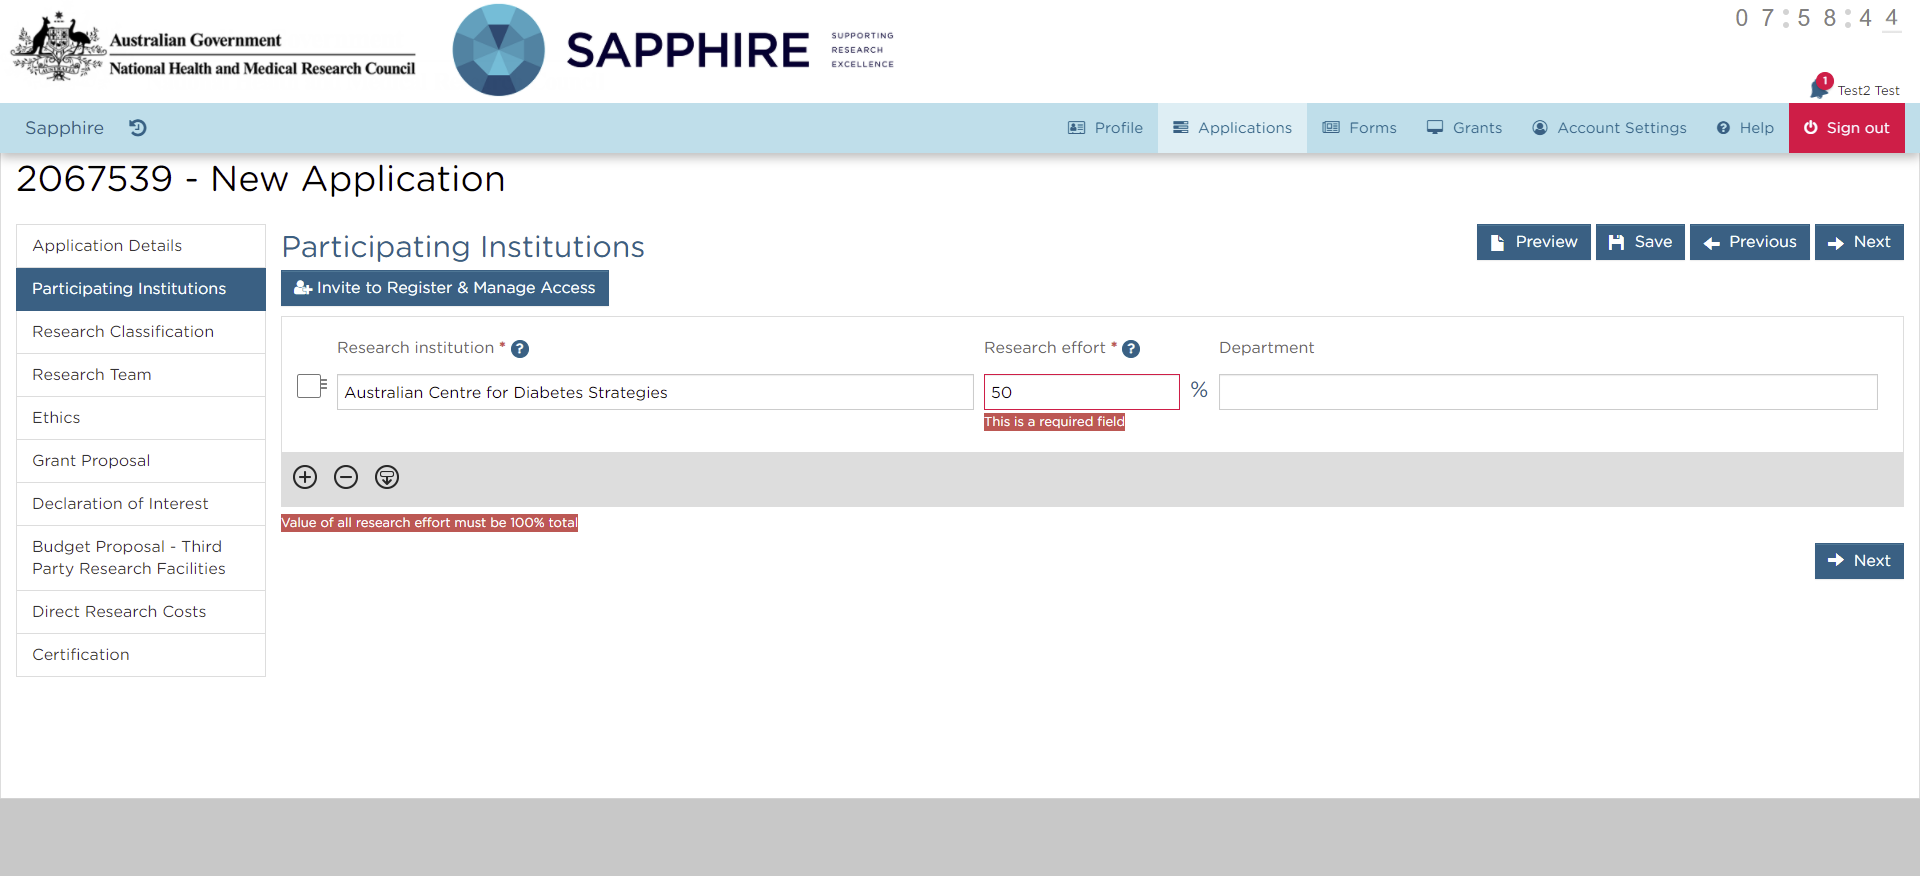 Australian Government
National Health and Medical Research Council
SAPPHIRE
SUPPORTING
RESEARCH
EXCELLENCE
07:58:44
1
Test2 Test
Sapphire
Profile
Applications
Forms
Grants
Account Settings
Help
Sign out
2067539 - New Application
Application Details
Participating Institutions
Research Classification
Research Team
Ethics
Grant Proposal
Declaration of Interest
Budget Proposal - Third
Party Research Facilities
Direct Research Costs
Certification
Participating Institutions
Preview
Save
Previous
Next
Invite to Register & Manage Access
Research institution *
Research effort *
Department
Australian Centre for Diabetes Strategies
50
%
This is a required field
Value of all research effort must be 100% total
Next